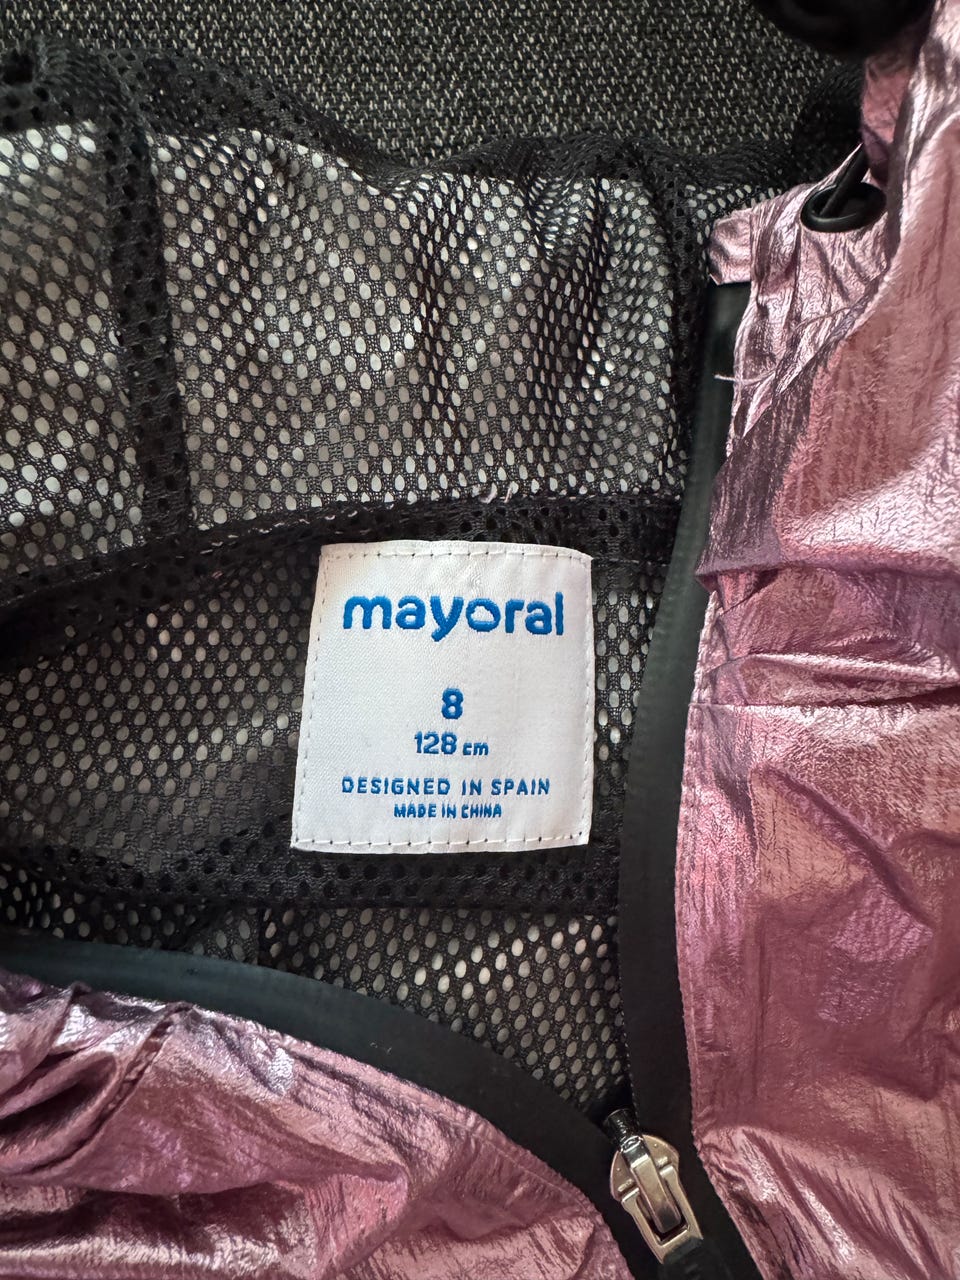 mayoral
8
128 cm
DESIGNED IN SPAIN
MADE IN CHINA